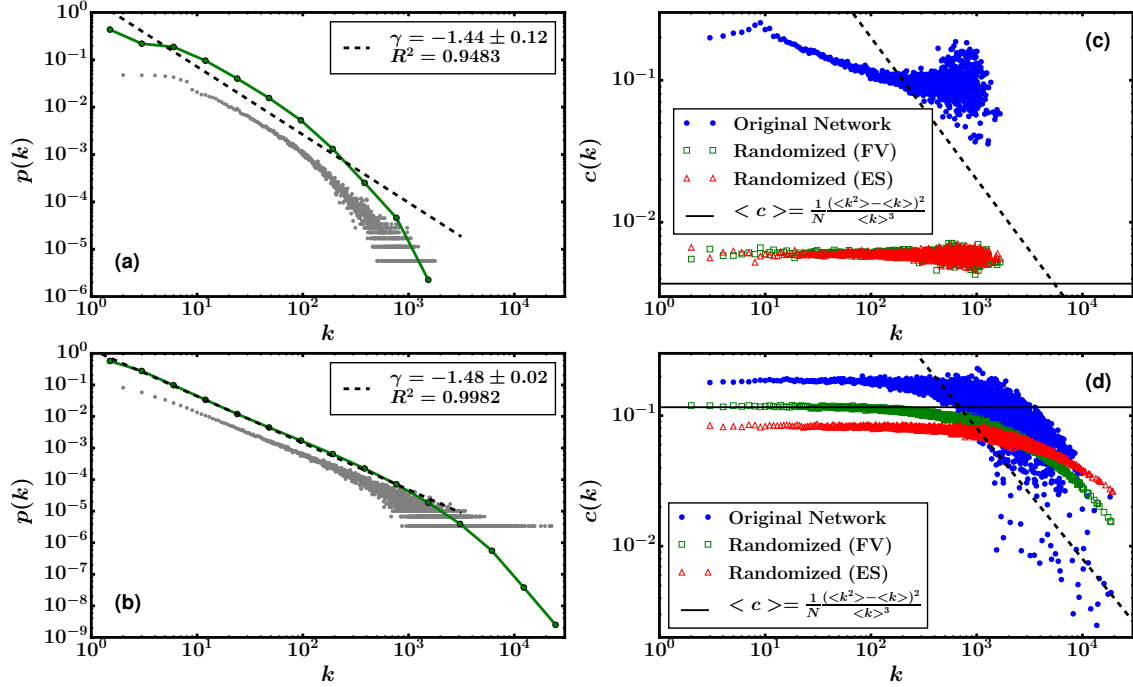 10^1
10^0
10^{-1}
10^{-2}
10^{-3}
10^{-4}
10^{-5}
10^{-6}
p(k)
γ = −1.44 ± 0.12
R^2 = 0.9483
(a)
10^0 10^1 10^2 10^3 10^4
k
10^{-1}
10^{-2}
c(k)
(c)
Original Network
Randomized (FV)
Randomized (ES)
< c >= \frac{1}{N} \frac{(<k^2>−<k>)^2}{<k>^3}
10^0 10^1 10^2 10^3 10^4
k
10^0
10^{-1}
10^{-2}
10^{-3}
10^{-4}
10^{-5}
10^{-6}
10^{-7}
10^{-8}
10^{-9}
p(k)
γ = −1.48 ± 0.02
R^2 = 0.9982
(b)
10^0 10^1 10^2 10^3 10^4
k
10^{-1}
10^{-2}
c(k)
(d)
Original Network
Randomized (FV)
Randomized (ES)
< c >= \frac{1}{N} \frac{(<k^2>−<k>)^2}{<k>^3}
10^0 10^1 10^2 10^3 10^4
k